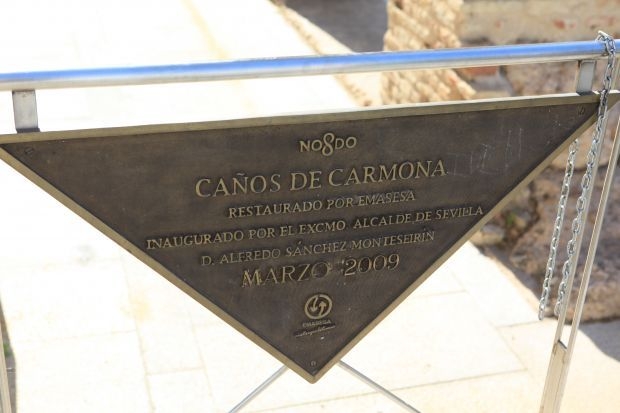 NO8DO
CAÑOS DE CARMONA
RESTAURADO POR EMASESA
INAUGURADO POR EL EXCMO. ALCALDE DE SEVILLA
D. ALFREDO SÁNCHEZ MONTESEIRÍN
MARZO 2009
EMASESA